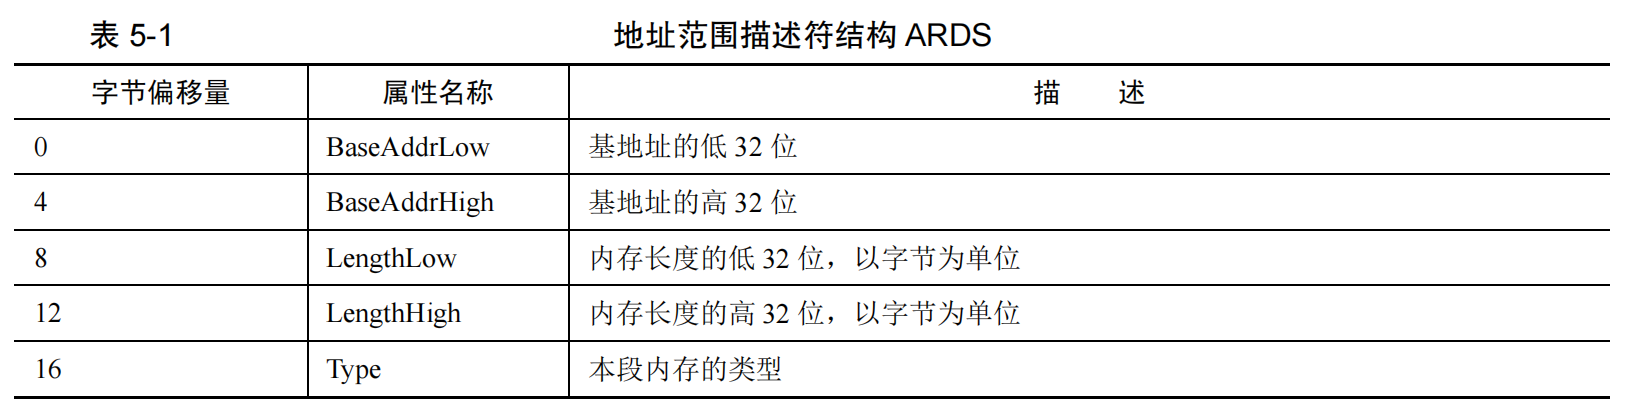 表 5-1 地址范围描述符结构 ARDS
字节偏移量 属性名称 描 述
0 BaseAddrLow 基地址的低 32 位
4 BaseAddrHigh 基地址的高 32 位
8 LengthLow 内存长度的低 32 位，以字节为单位
12 LengthHigh 内存长度的高 32 位，以字节为单位
16 Type 本段内存的类型